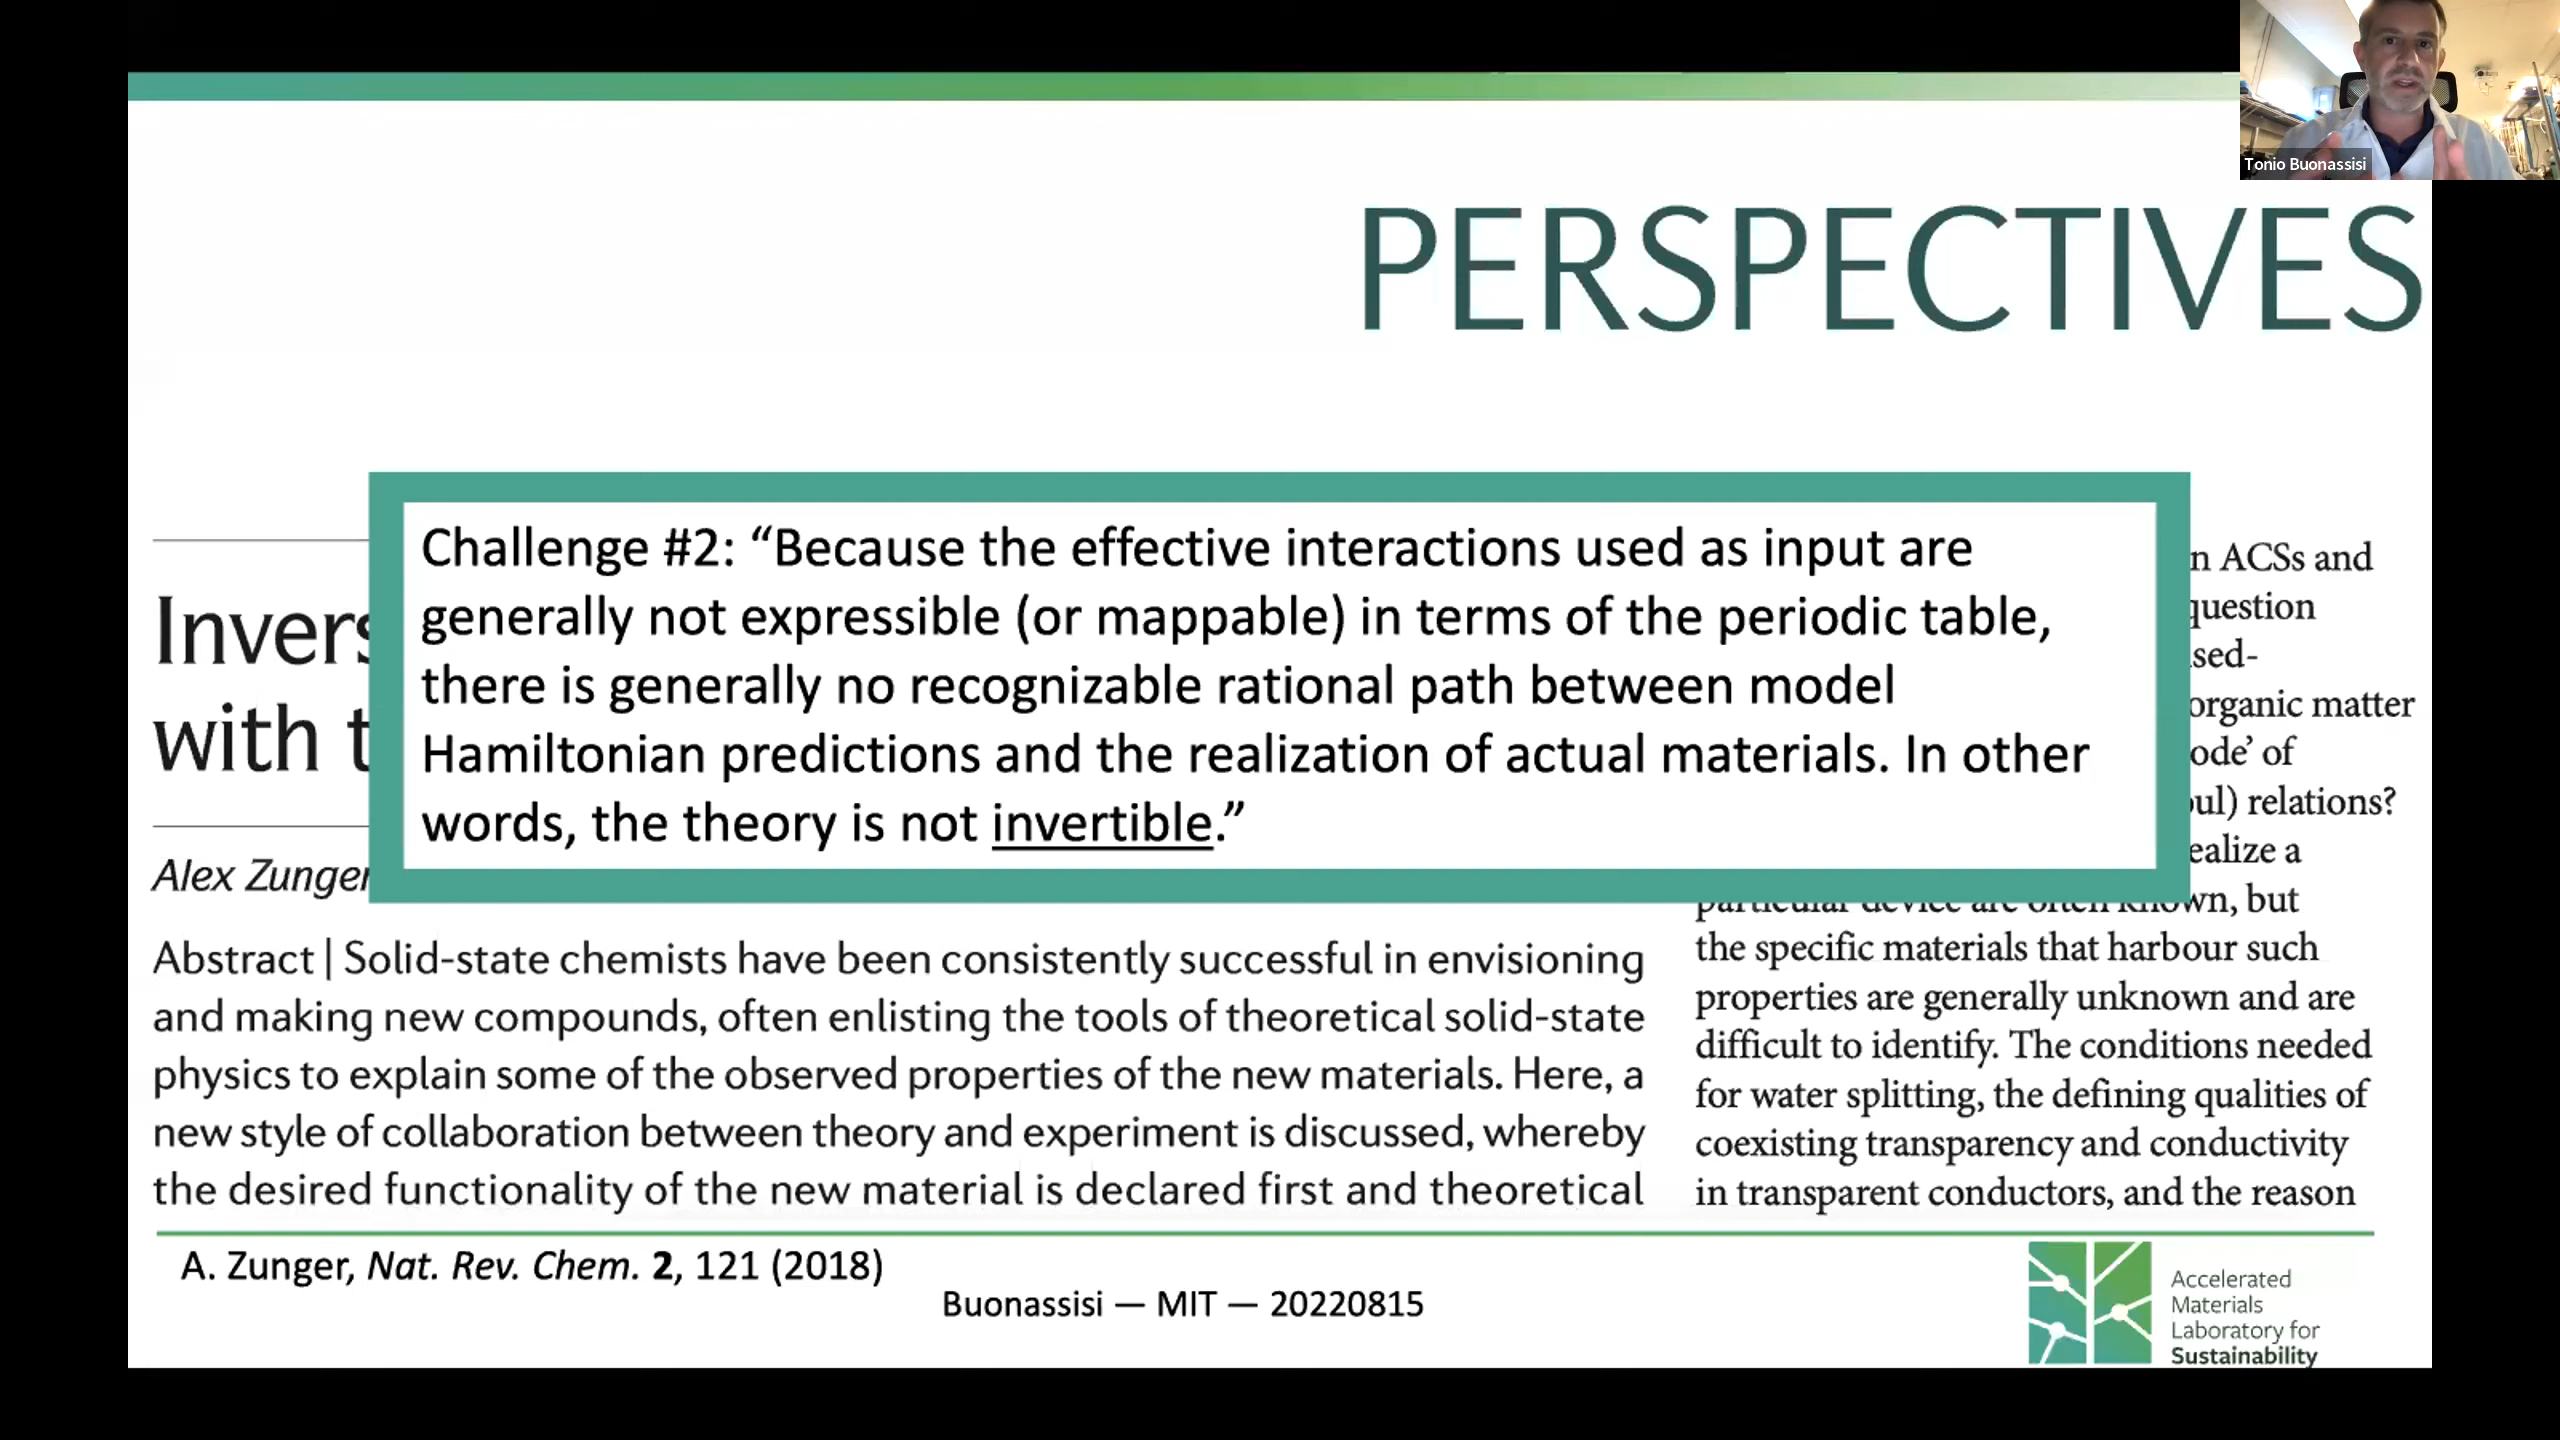 Tonio Buonassisi
PERSPECTIVES
Challenge #2: “Because the effective interactions used as input are
generally not expressible (or mappable) in terms of the periodic table,
there is generally no recognizable rational path between model
Hamiltonian predictions and the realization of actual materials. In other
words, the theory is not invertible.”
with
Alex Zunger
Abstract | Solid-state chemists have been consistently successful in envisioning
and making new compounds, often enlisting the tools of theoretical solid-state
physics to explain some of the observed properties of the new materials. Here, a
new style of collaboration between theory and experiment is discussed, whereby
the desired functionality of the new material is declared first and theoretical
ACSs and
question
organic matter
of
relations?
a
particular device are often known, but
the specific materials that harbour such
properties are generally unknown and are
difficult to identify. The conditions needed
for water splitting, the defining qualities of
coexisting transparency and conductivity
in transparent conductors, and the reason
A. Zunger, Nat. Rev. Chem. 2, 121 (2018)
Buonassisi — MIT — 20220815
Accelerated
Materials
Laboratory for
Sustainability